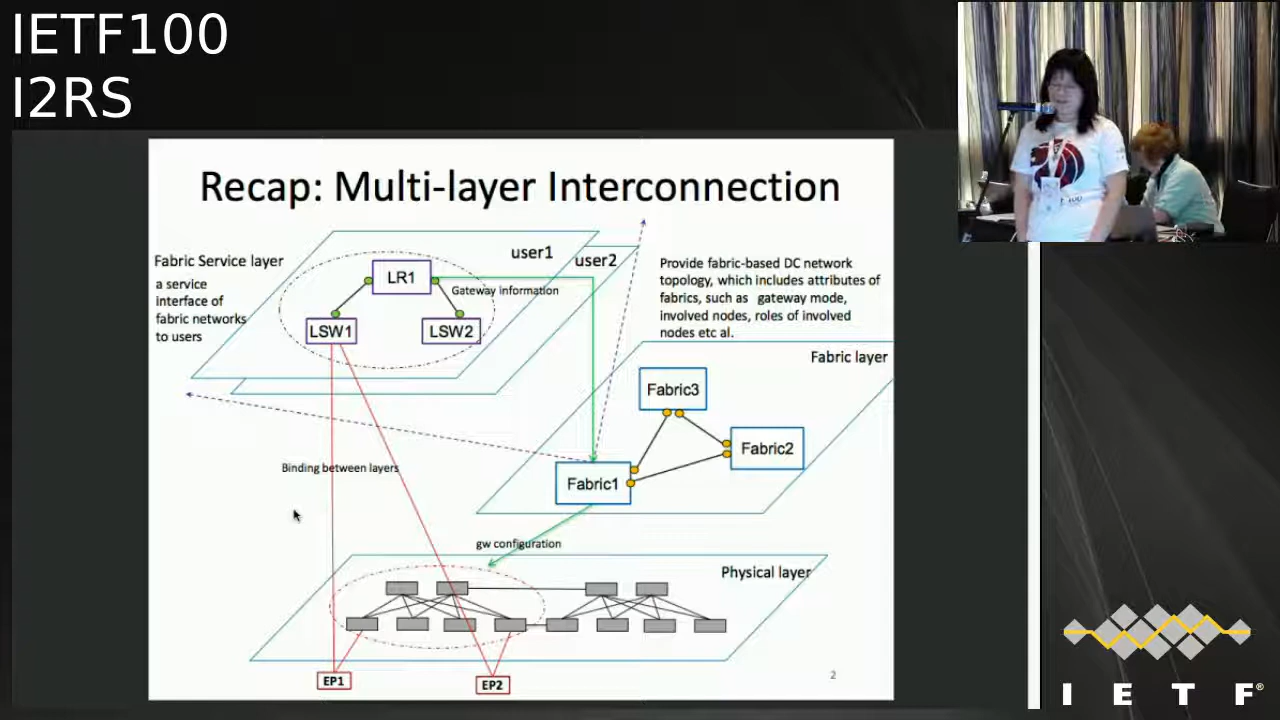 IETF100
I2RS
Recap: Multi-layer Interconnection
Fabric Service layer
a service
interface of
fabric networks
to users
user1
user2
LR1
Gateway information
LSW1
LSW2
Provide fabric-based DC network
topology, which includes attributes of
fabrics, such as gateway mode,
involved nodes, roles of involved
nodes etc al.
Fabric layer
Fabric3
Fabric2
Fabric1
Binding between layers
gw configuration
Physical layer
EP1
EP2
2
I E T F®